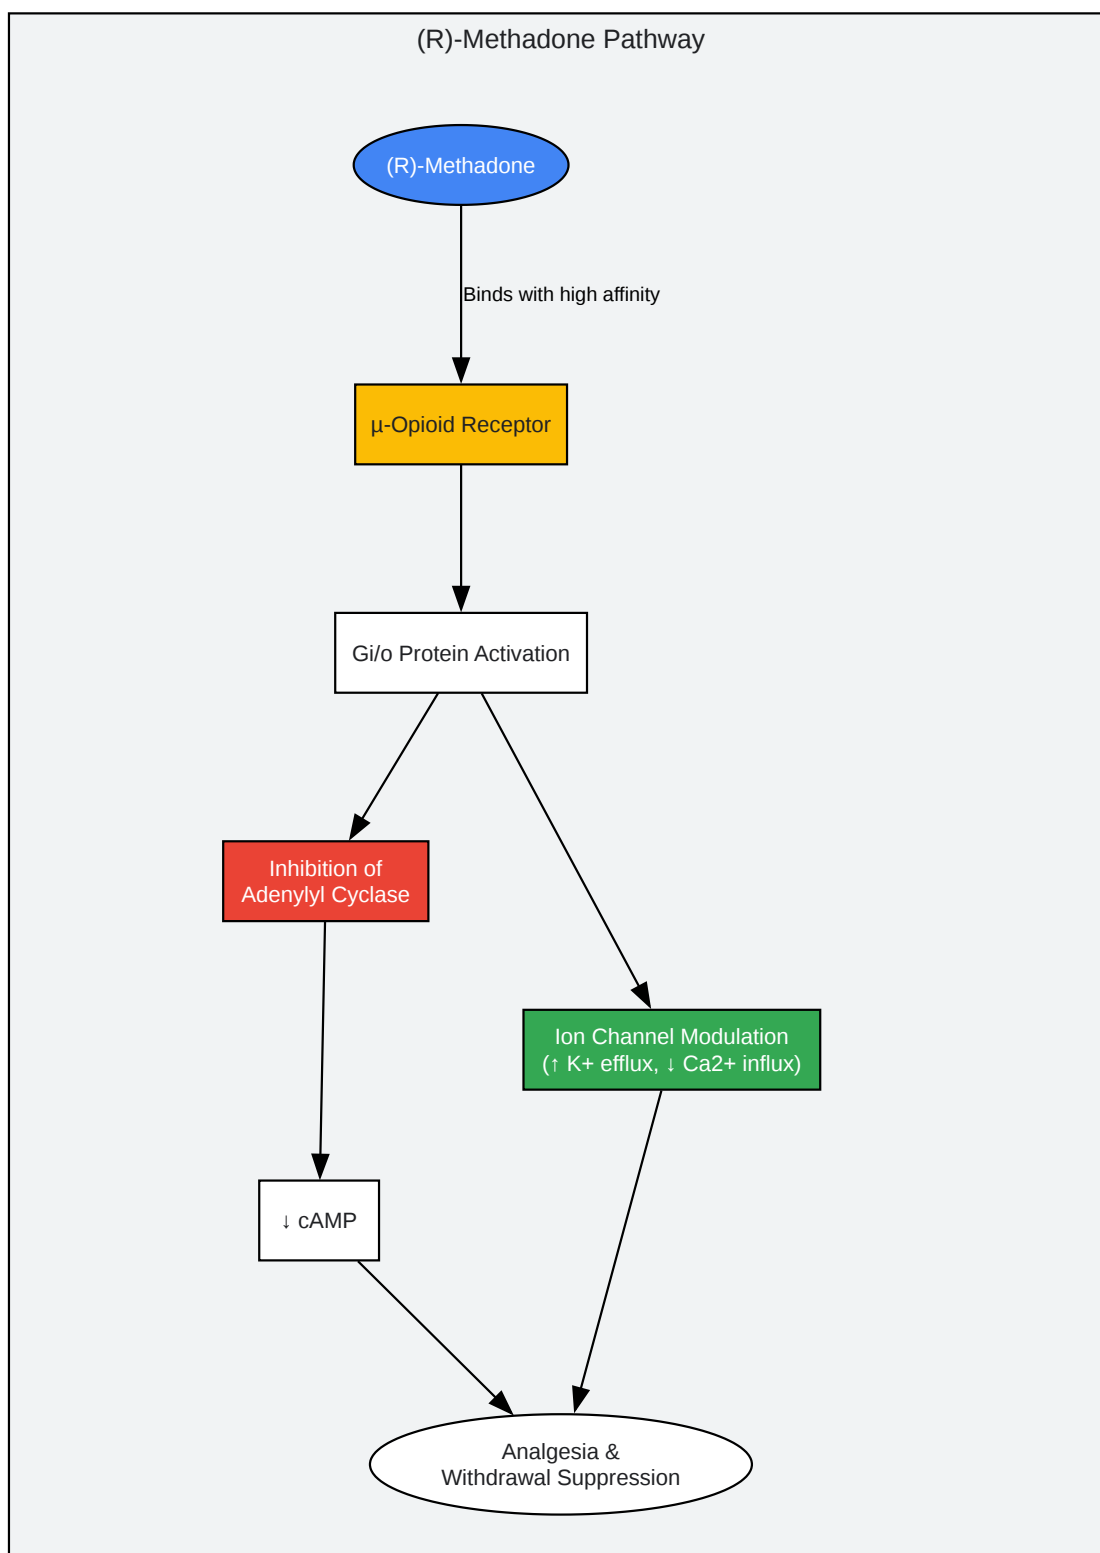 (R)-Methadone Pathway
(R)-Methadone
Binds with high affinity
µ-Opioid Receptor
Gi/o Protein Activation
Inhibition of
Adenylyl Cyclase
Ion Channel Modulation
(↑ K+ efflux, ↓ Ca2+ influx)
↓ cAMP
Analgesia &
Withdrawal Suppression